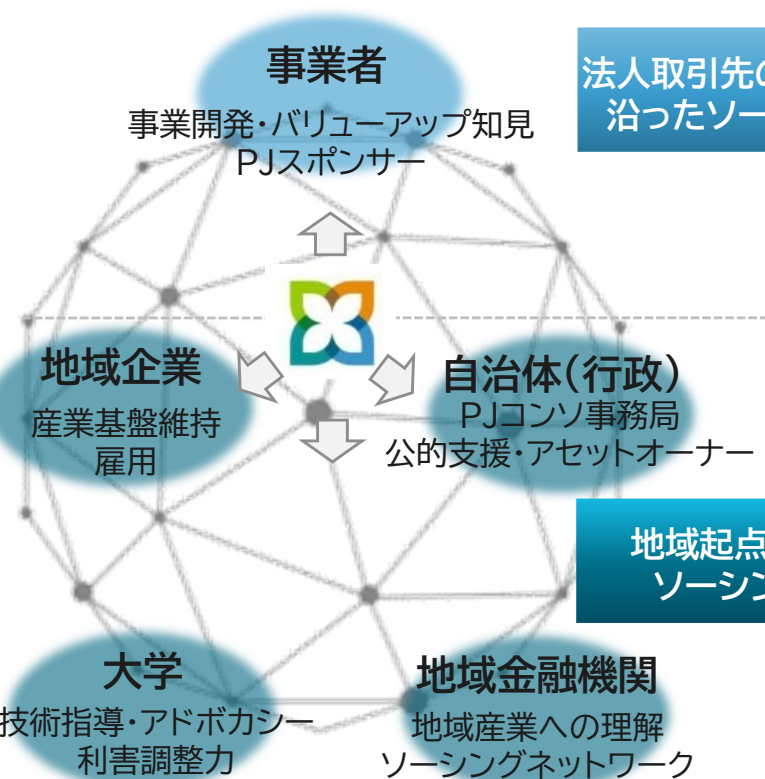 事業者
事業開発・バリューアップ知見
PJスポンサー
法人取引先の
沿ったソー
地域企業
産業基盤維持
雇用
自治体（行政）
PJコンソ事務局
公的支援・アセットオーナー
地域起点
ソーシン
大学
技術指導・アドボカシー
利害調整力
地域金融機関
地域産業への理解
ソーシングネットワーク